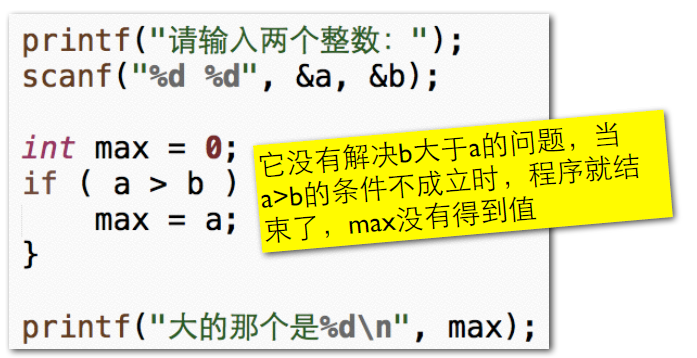 printf("请输入两个整数：");
scanf("%d %d", &a, &b);
int max = 0;
if ( a > b )
max = a;
}
printf("大的那个是%d\n", max);
它没有解决b大于a的问题，当
a>b的条件不成立时，程序就结
束了，max没有得到值